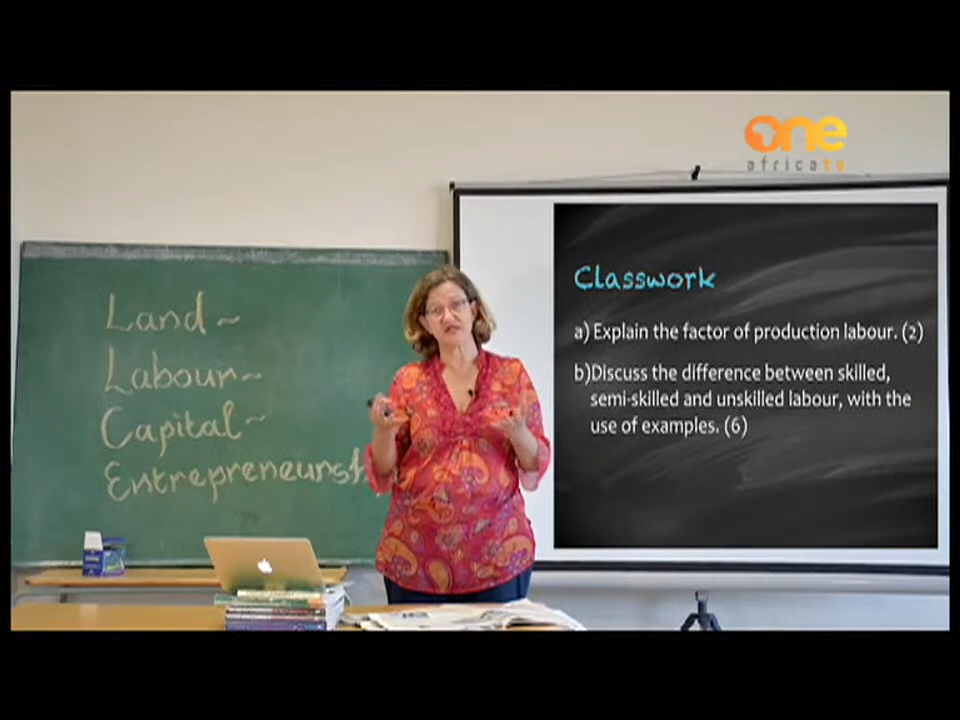 one
africa tv
Land ~
Labour ~
Capital ~
Classwork
a) Explain the factor of production labour. (2)
b)Discuss the difference between skilled,
semi-skilled and unskilled labour, with the
use of examples. (6)